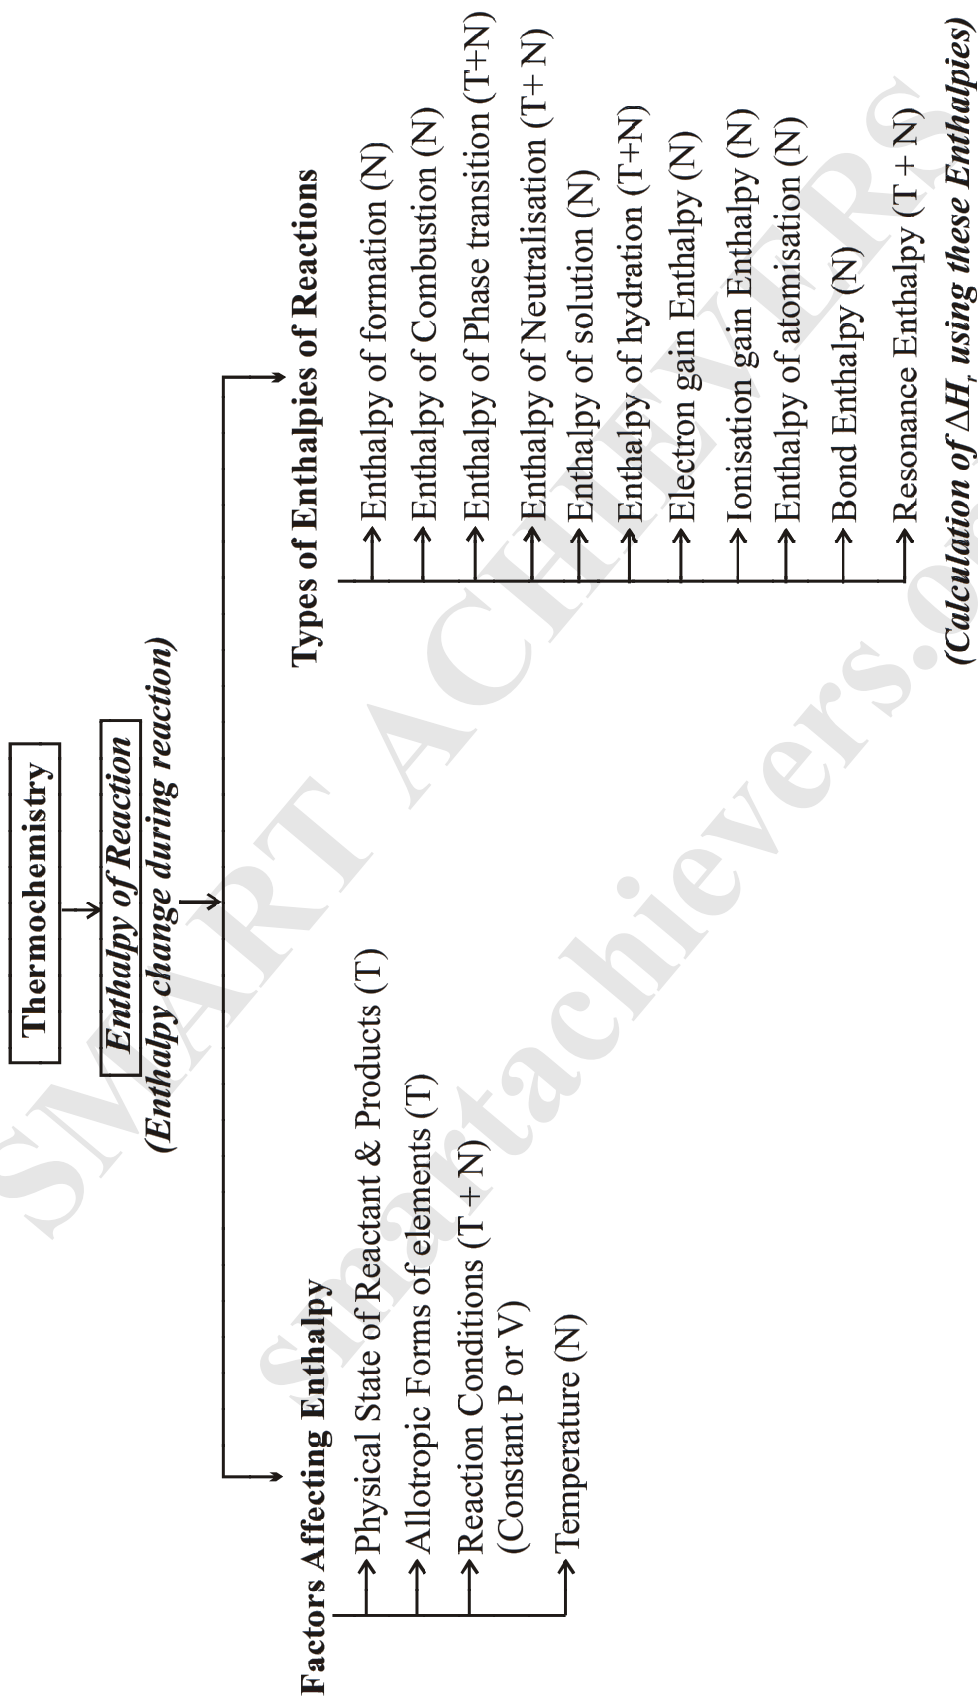 Thermochemistry
Enthalpy of Reaction
(Enthalpy change during reaction)
Factors Affecting Enthalpy
Physical State of Reactant & Products (T)
Allotropic Forms of elements (T)
Reaction Conditions (T + N)
(Constant P or V)
Temperature (N)
Types of Enthalpies of Reactions
Enthalpy of formation (N)
Enthalpy of Combustion (N)
Enthalpy of Phase transition (T+N)
Enthalpy of Neutralisation (T+ N)
Enthalpy of solution (N)
Enthalpy of hydration (T+N)
Electron gain Enthalpy (N)
Ionisation gain Enthalpy (N)
Enthalpy of atomisation (N)
Bond Enthalpy (N)
Resonance Enthalpy (T + N)
(Calculation of ΔHr using these Enthalpies)
SMART ACHIEVERS